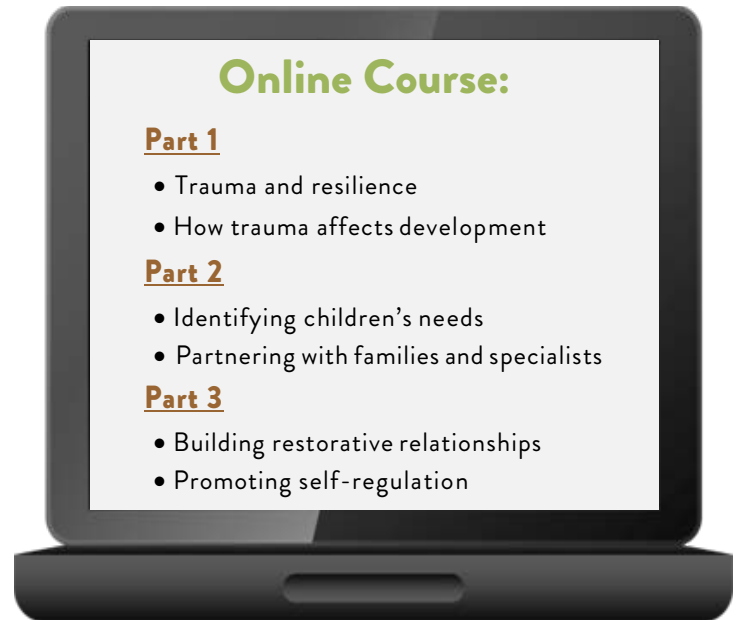 Online Course:
Part 1
• Trauma and resilience
• How trauma affects development
Part 2
• Identifying children’s needs
• Partnering with families and specialists
Part 3
• Building restorative relationships
• Promoting self-regulation